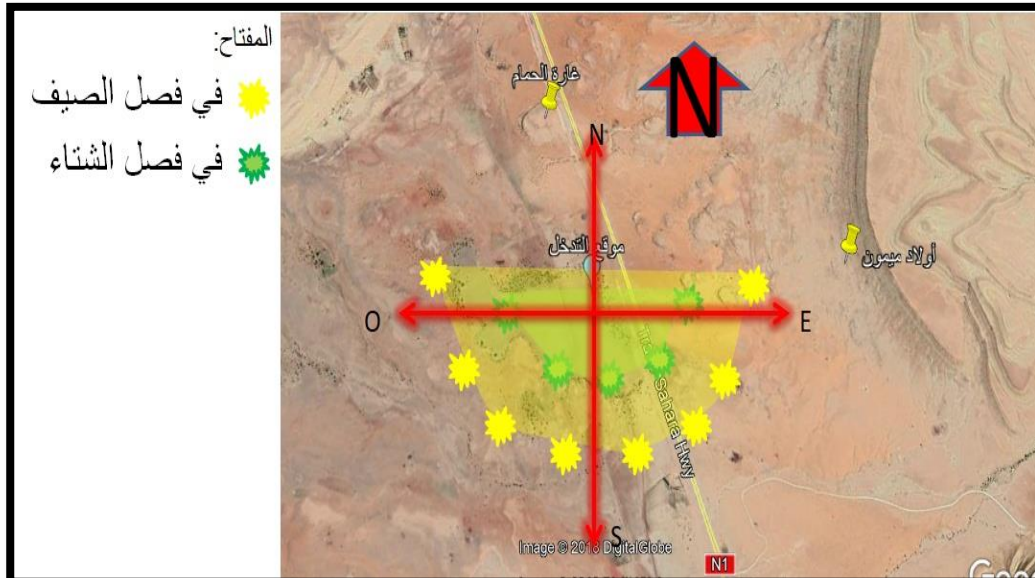 المفتاح:
في فصل الصيف
في فصل الشتاء
N
غارة الحمام
N
موقع التدخل
أولاد ميمون
O
E
Sahara Hwy
S
Image © 2018 DigitalGlobe
N1